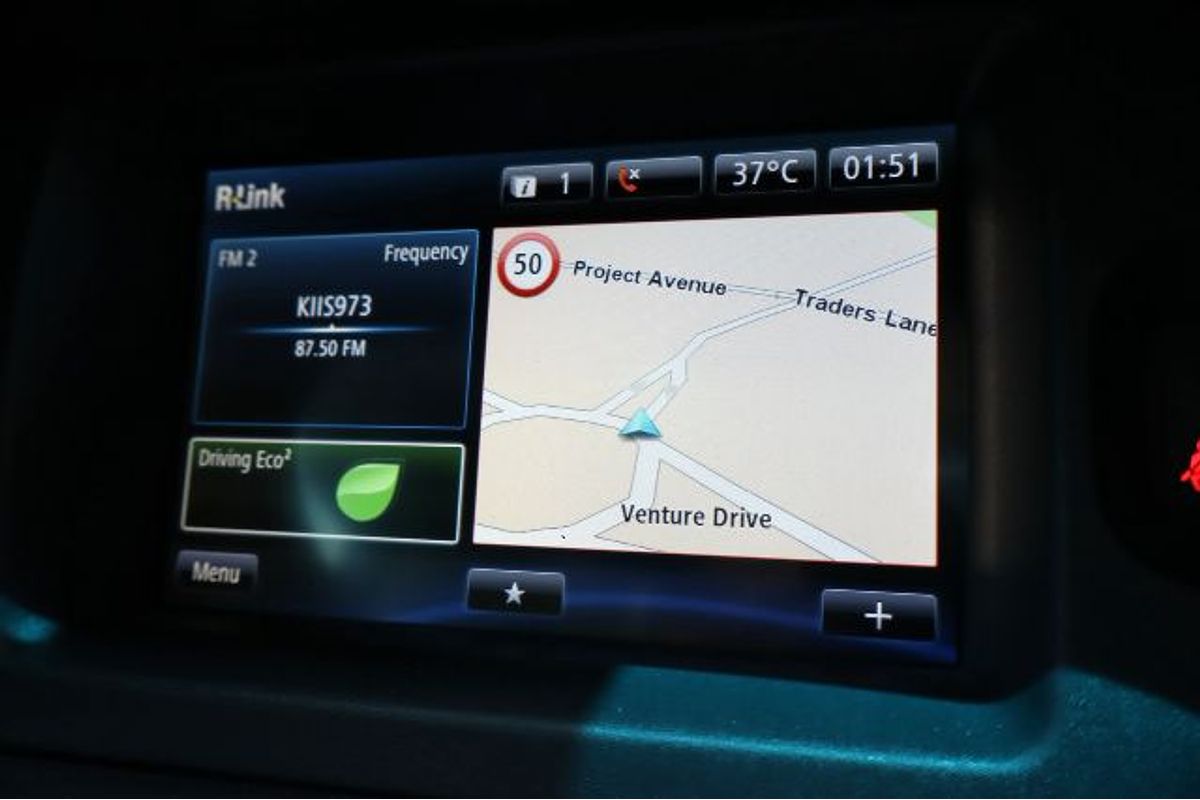 R-Link
i 1
37°C
01:51
FM 2
Frequency
KIIS973
87.50 FM
50
Project Avenue
Traders Lane
Driving Eco²
Venture Drive
Menu